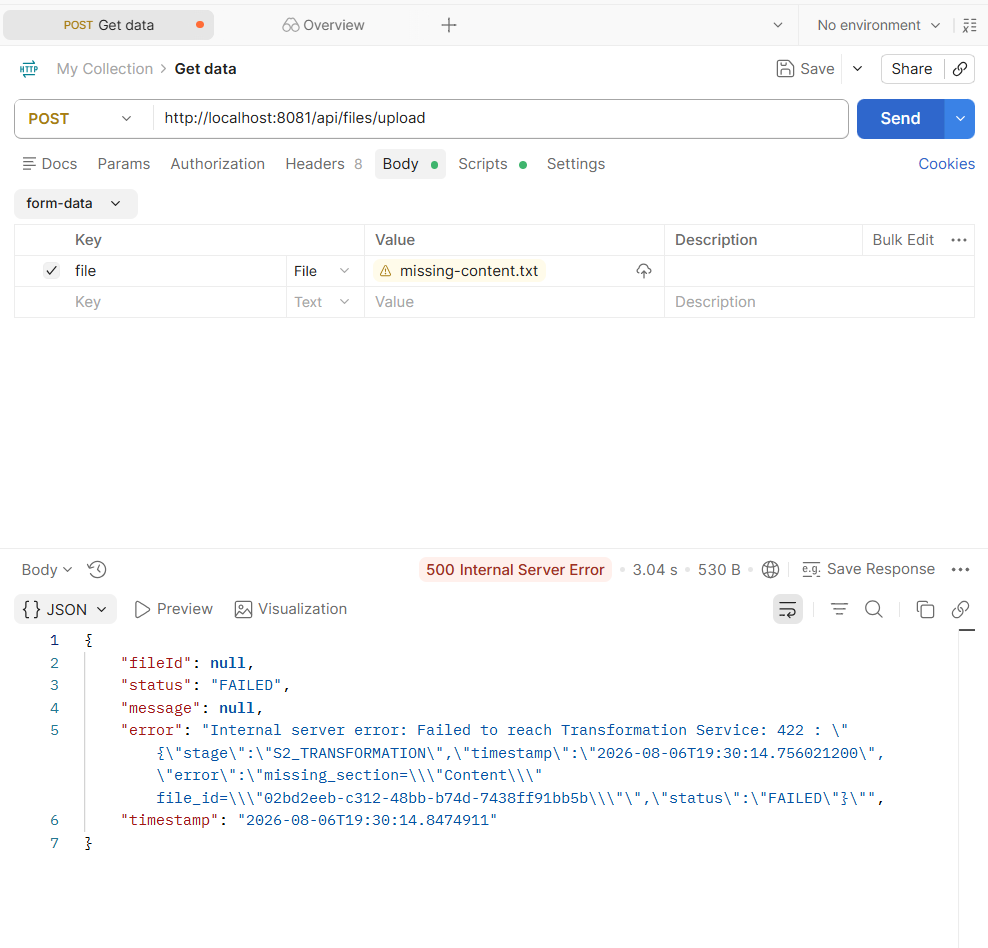 POST Get data
Overview
No environment
HTTP My Collection > Get data
Save
Share
POST
http://localhost:8081/api/files/upload
Send
Docs Params Authorization Headers 8 Body Scripts Settings Cookies
form-data
Key Value Description Bulk Edit
file File missing-content.txt
Key Text Value Description
Body 500 Internal Server Error 3.04 s 530 B e.g. Save Response
{} JSON Preview Visualization
1 {
2 "fileId": null,
3 "status": "FAILED",
4 "message": null,
5 "error": "Internal server error: Failed to reach Transformation Service: 422 : \"
{\"stage\":\"S2_TRANSFORMATION\",\"timestamp\":\"2026-08-06T19:30:14.756021200\",
\"error\":\"missing_section=\\\"Content\\\"
file_id=\\\"02bd2eeb-c312-48bb-b74d-7438ff91bb5b\\\"\",\"status\":\"FAILED\"}\"",
6 "timestamp": "2026-08-06T19:30:14.8474911"
7 }